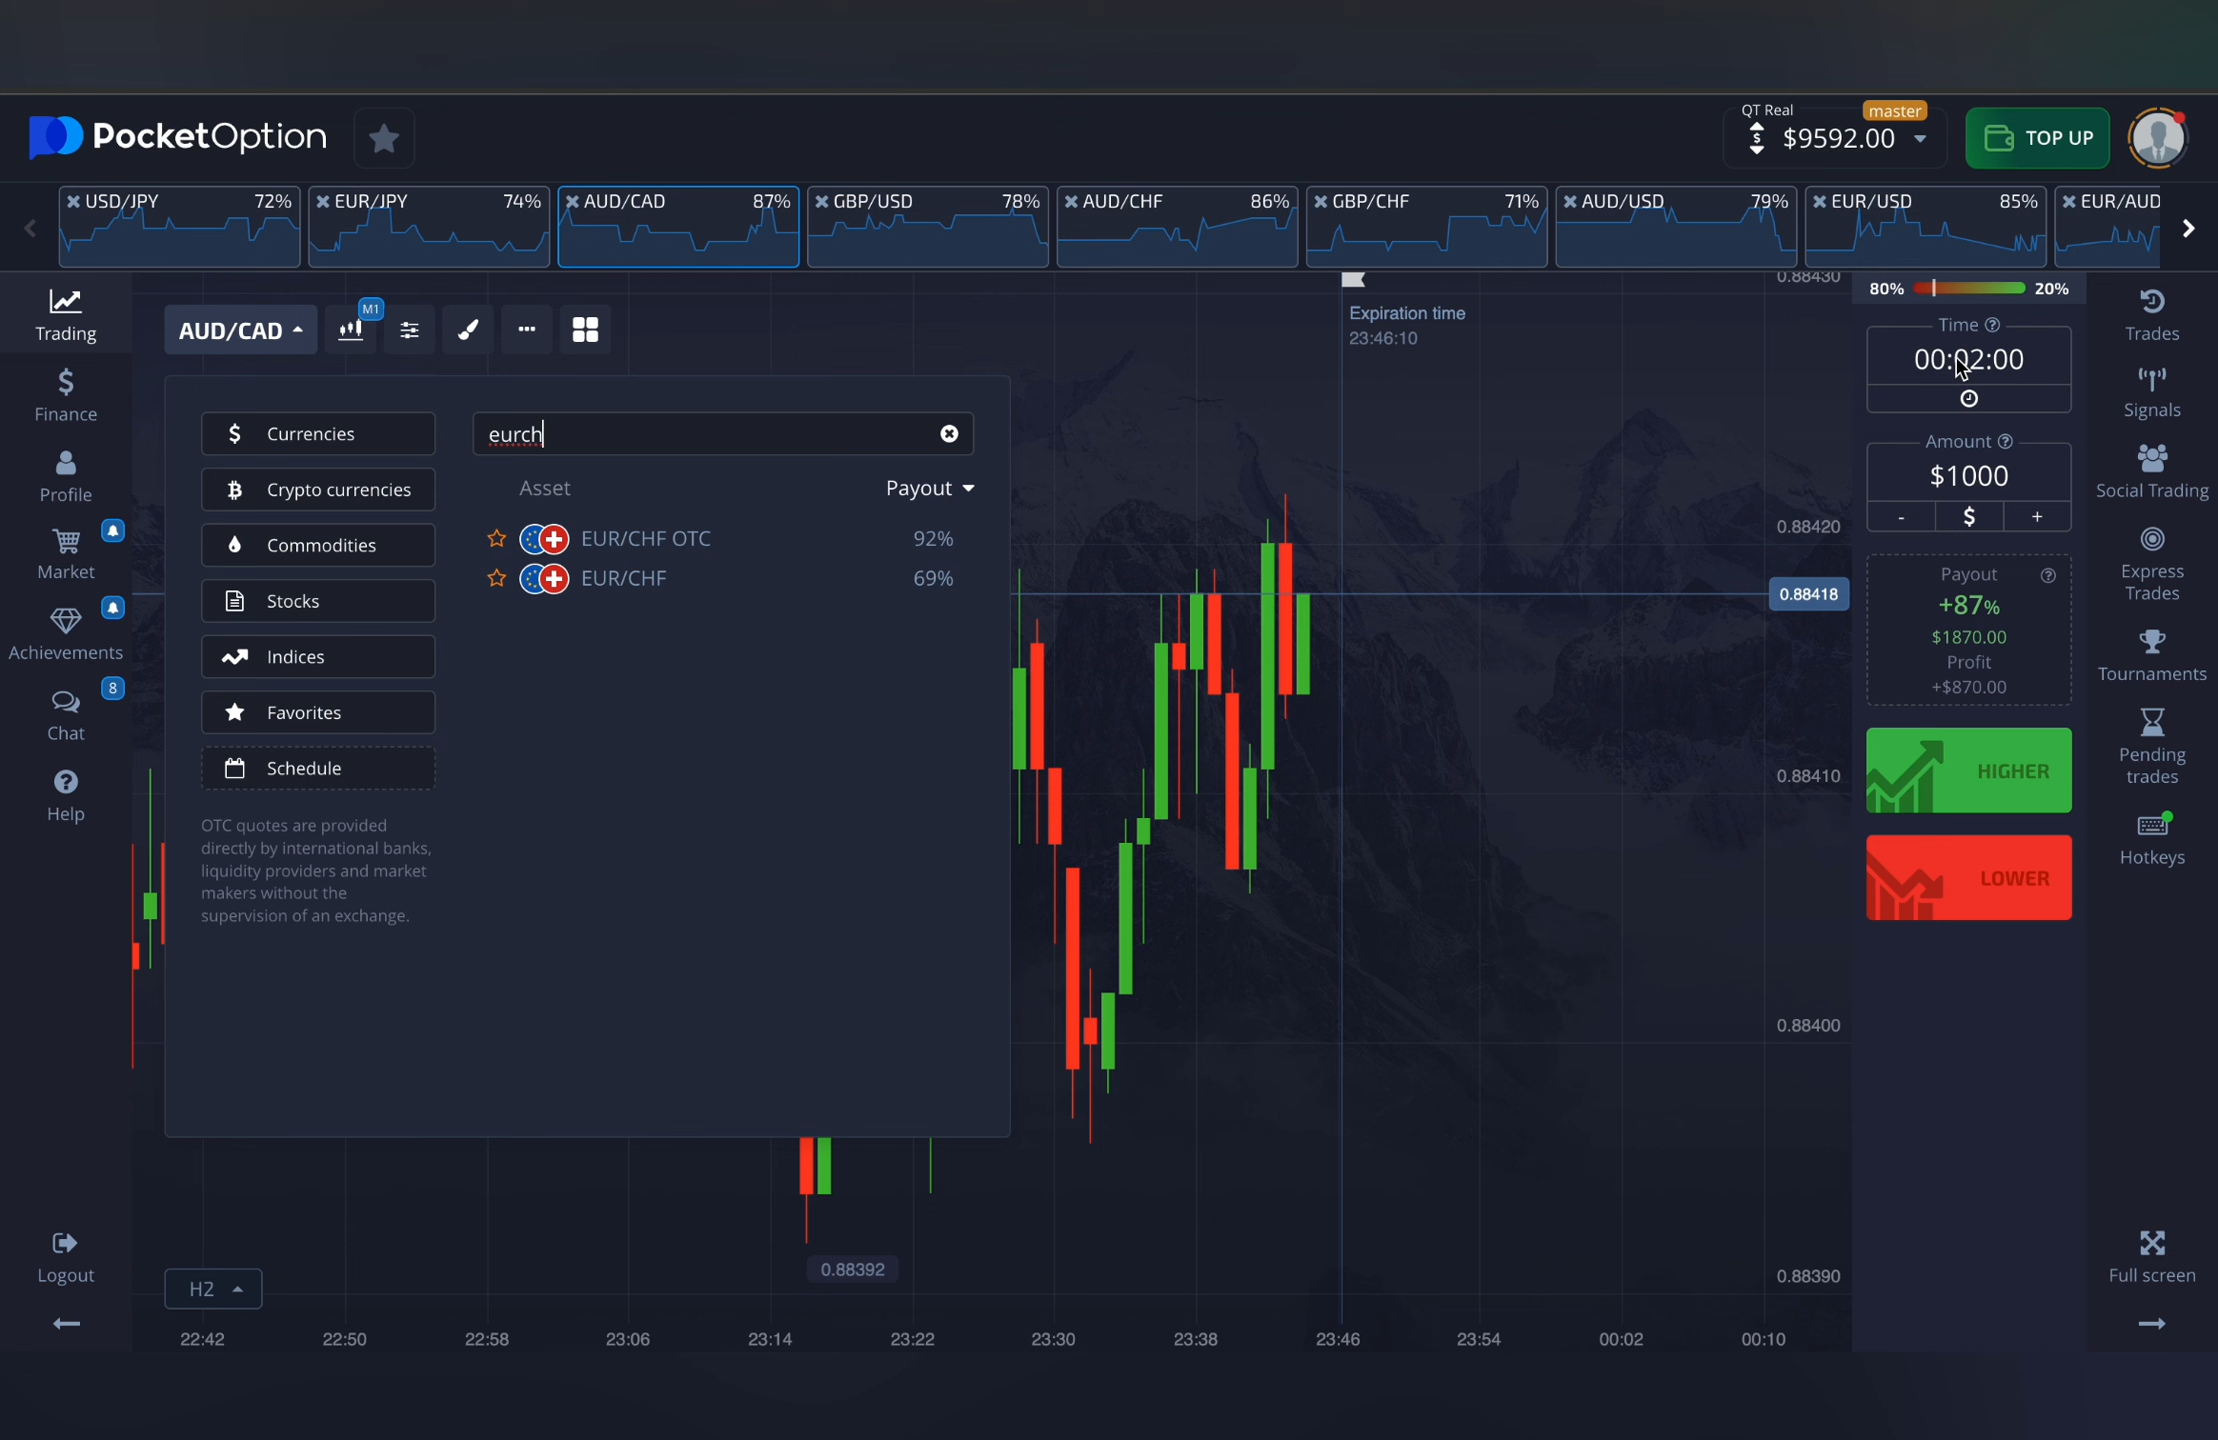 PocketOption
QT Real
master
$9592.00
TOP UP
USD/JPY 72%
EUR/JPY 74%
AUD/CAD 87%
GBP/USD 78%
AUD/CHF 86%
GBP/CHF 71%
AUD/USD 79%
EUR/USD 85%
EUR/AUD
Trading
Finance
Profile
Market
Achievements
8
Chat
Help
Logout
AUD/CAD
M1
Currencies
Crypto currencies
Commodities
Stocks
Indices
Favorites
Schedule
OTC quotes are provided
directly by international banks,
liquidity providers and market
makers without the
supervision of an exchange.
eurch
Asset Payout
EUR/CHF OTC 92%
EUR/CHF 69%
Expiration time
23:46:10
0.88430
0.88420
0.88418
0.88410
0.88400
0.88390
0.88392
H2
22:42 22:50 22:58 23:06 23:14 23:22 23:30 23:38 23:46 23:54 00:02 00:10
80% 20%
Time
00:02:00
Amount
$1000
- $ +
Payout
+87%
$1870.00
Profit
+$870.00
HIGHER
LOWER
Trades
Signals
Social Trading
Express
Trades
Tournaments
Pending
trades
Hotkeys
Full screen